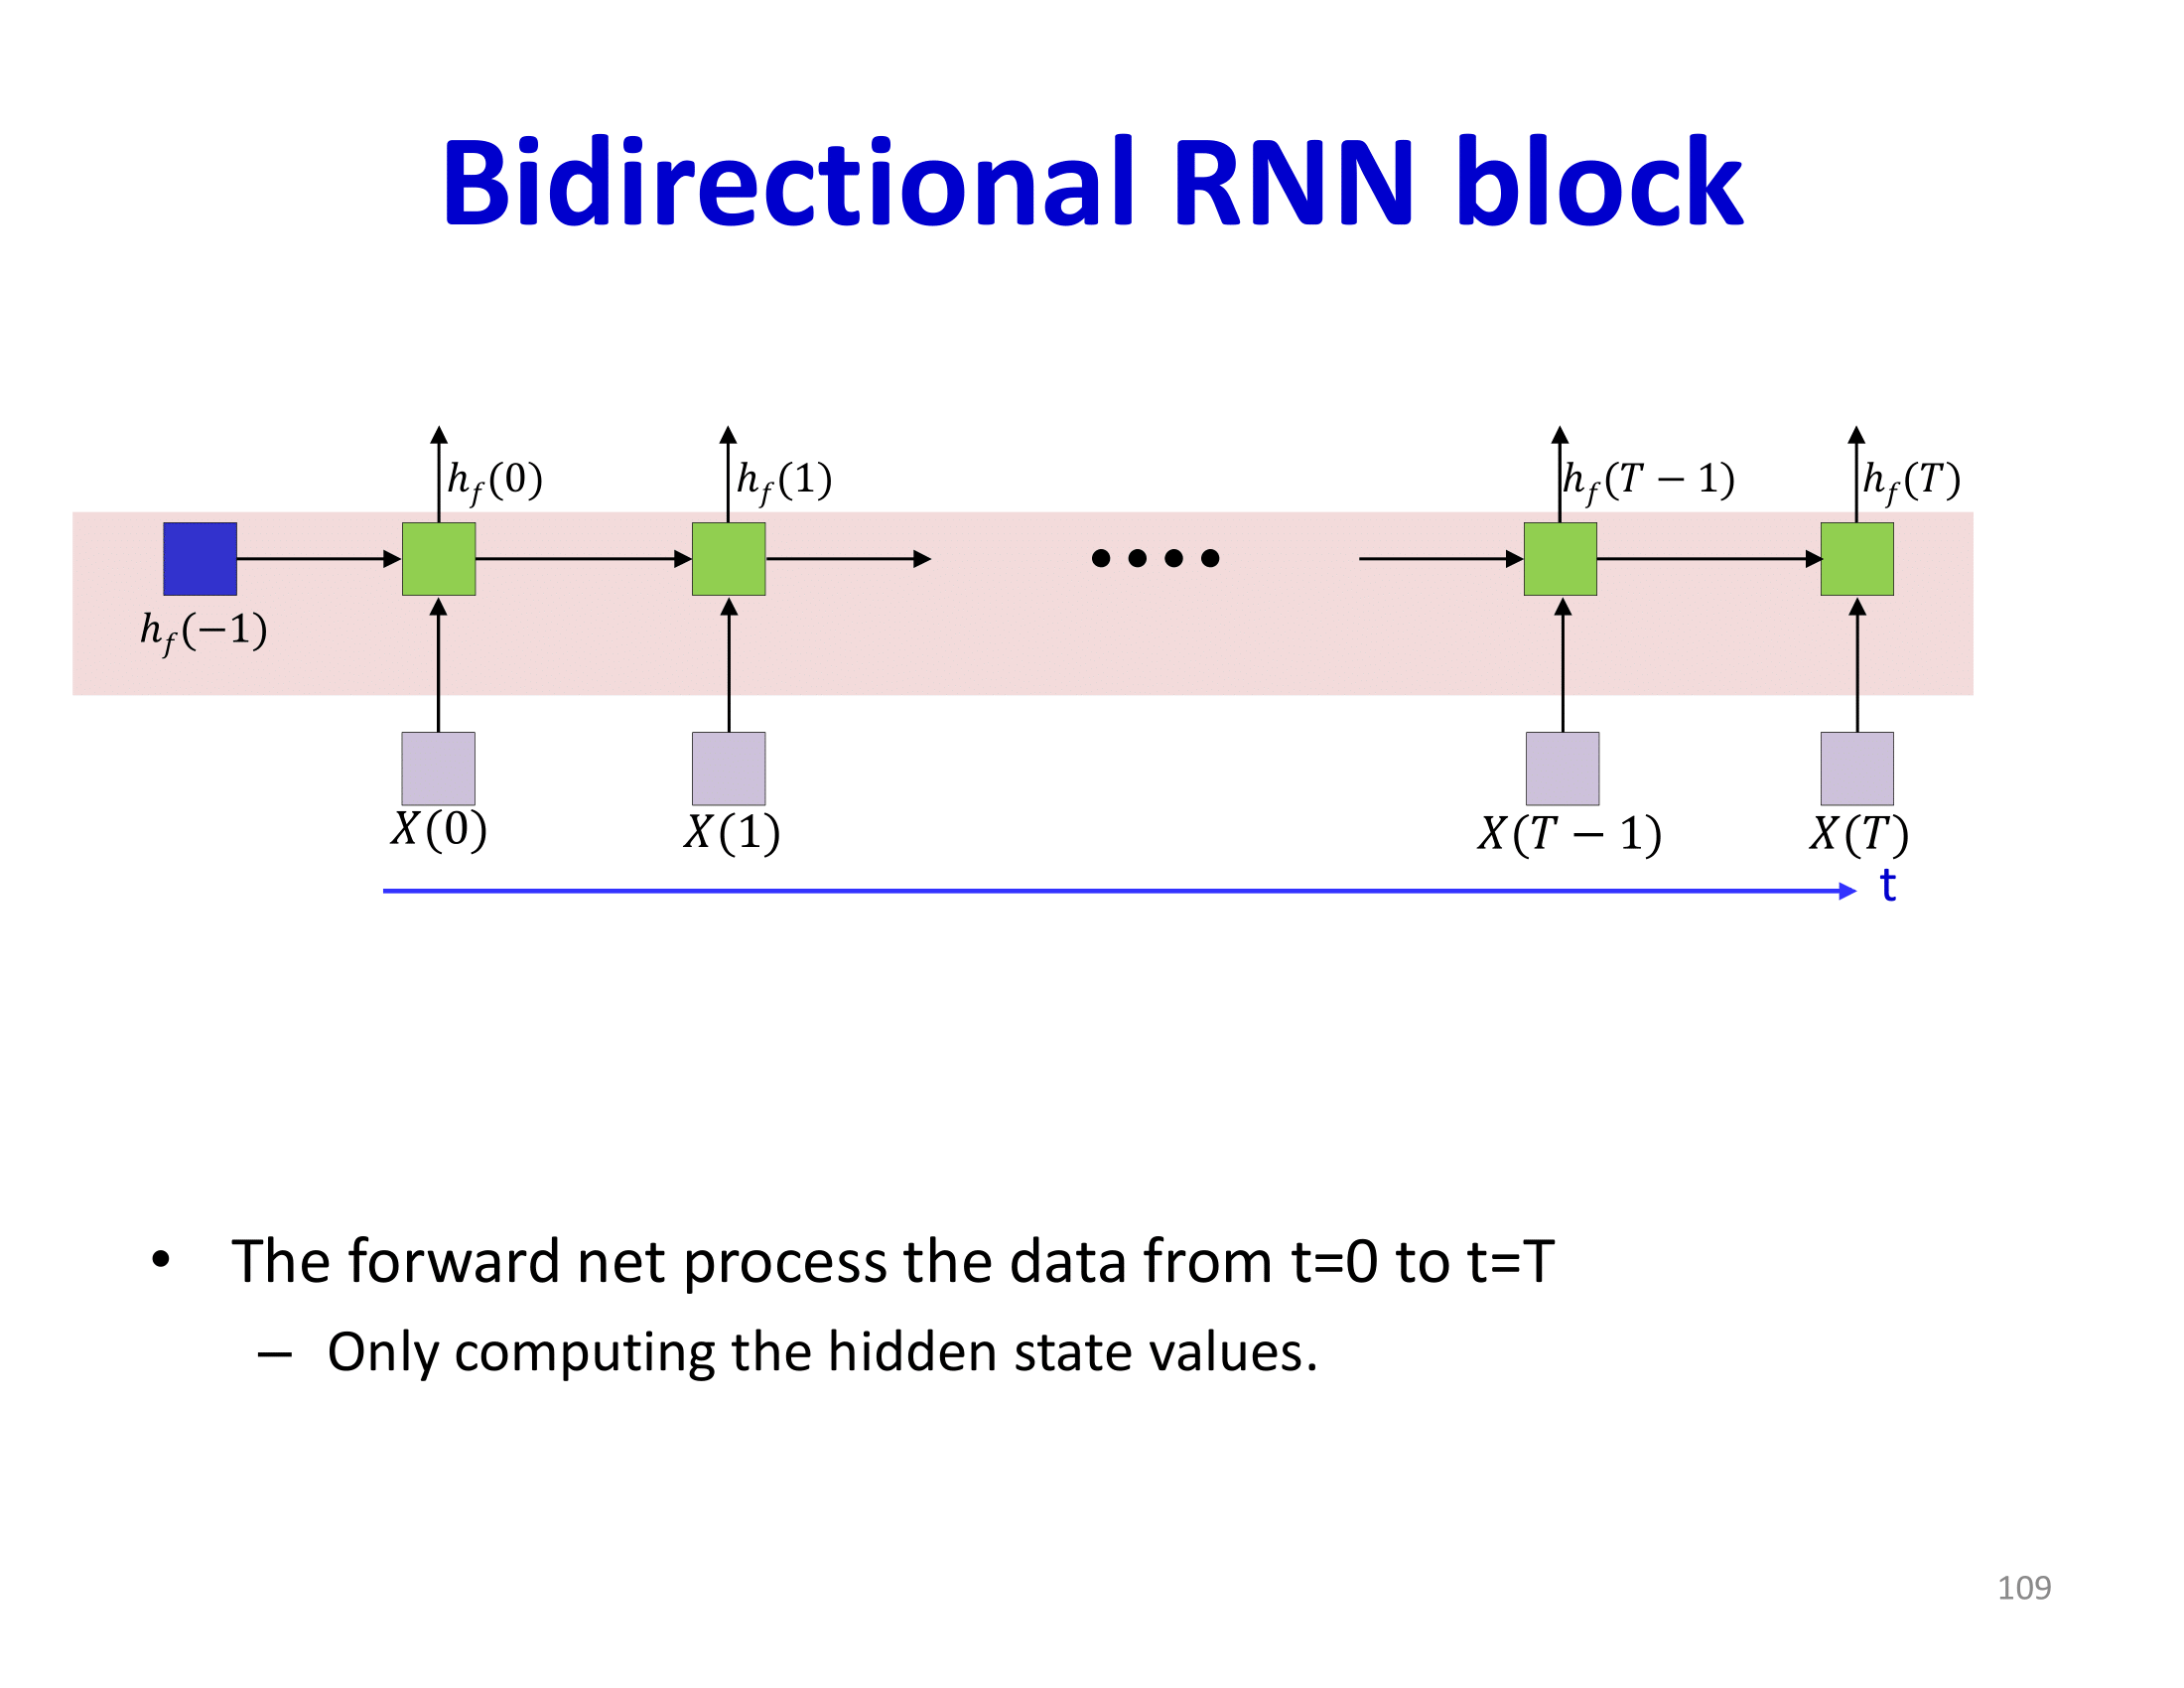 Bidirectional RNN block
h_f(0) h_f(1) h_f(T − 1) h_f(T)
h_f(−1)
X(0) X(1) X(T − 1) X(T)
t
• The forward net process the data from t=0 to t=T
– Only computing the hidden state values.
109